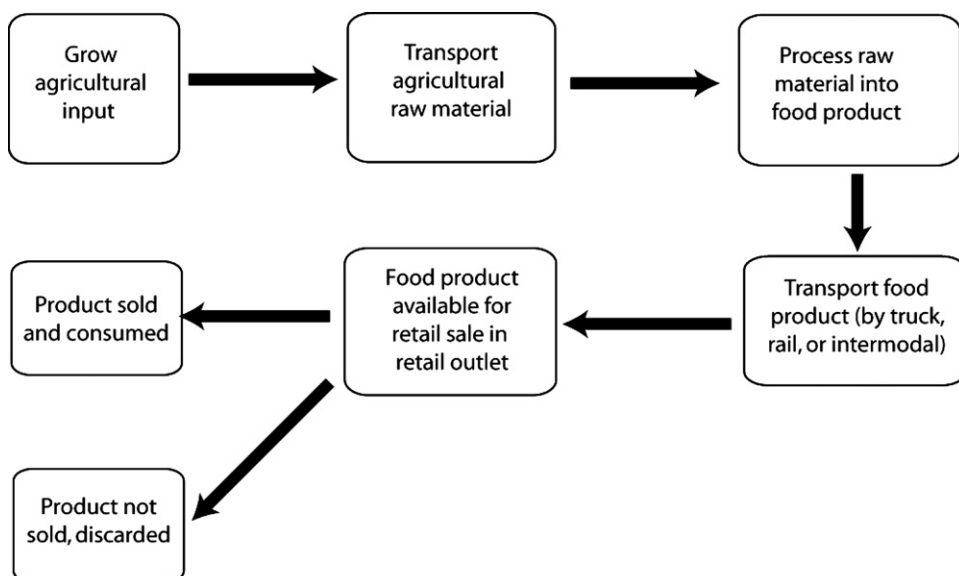 Grow
agricultural
input
Transport
agricultural
raw material
Process raw
material into
food product
Transport food
product (by truck,
rail, or intermodal)
Food product
available for
retail sale in
retail outlet
Product sold
and consumed
Product not
sold, discarded